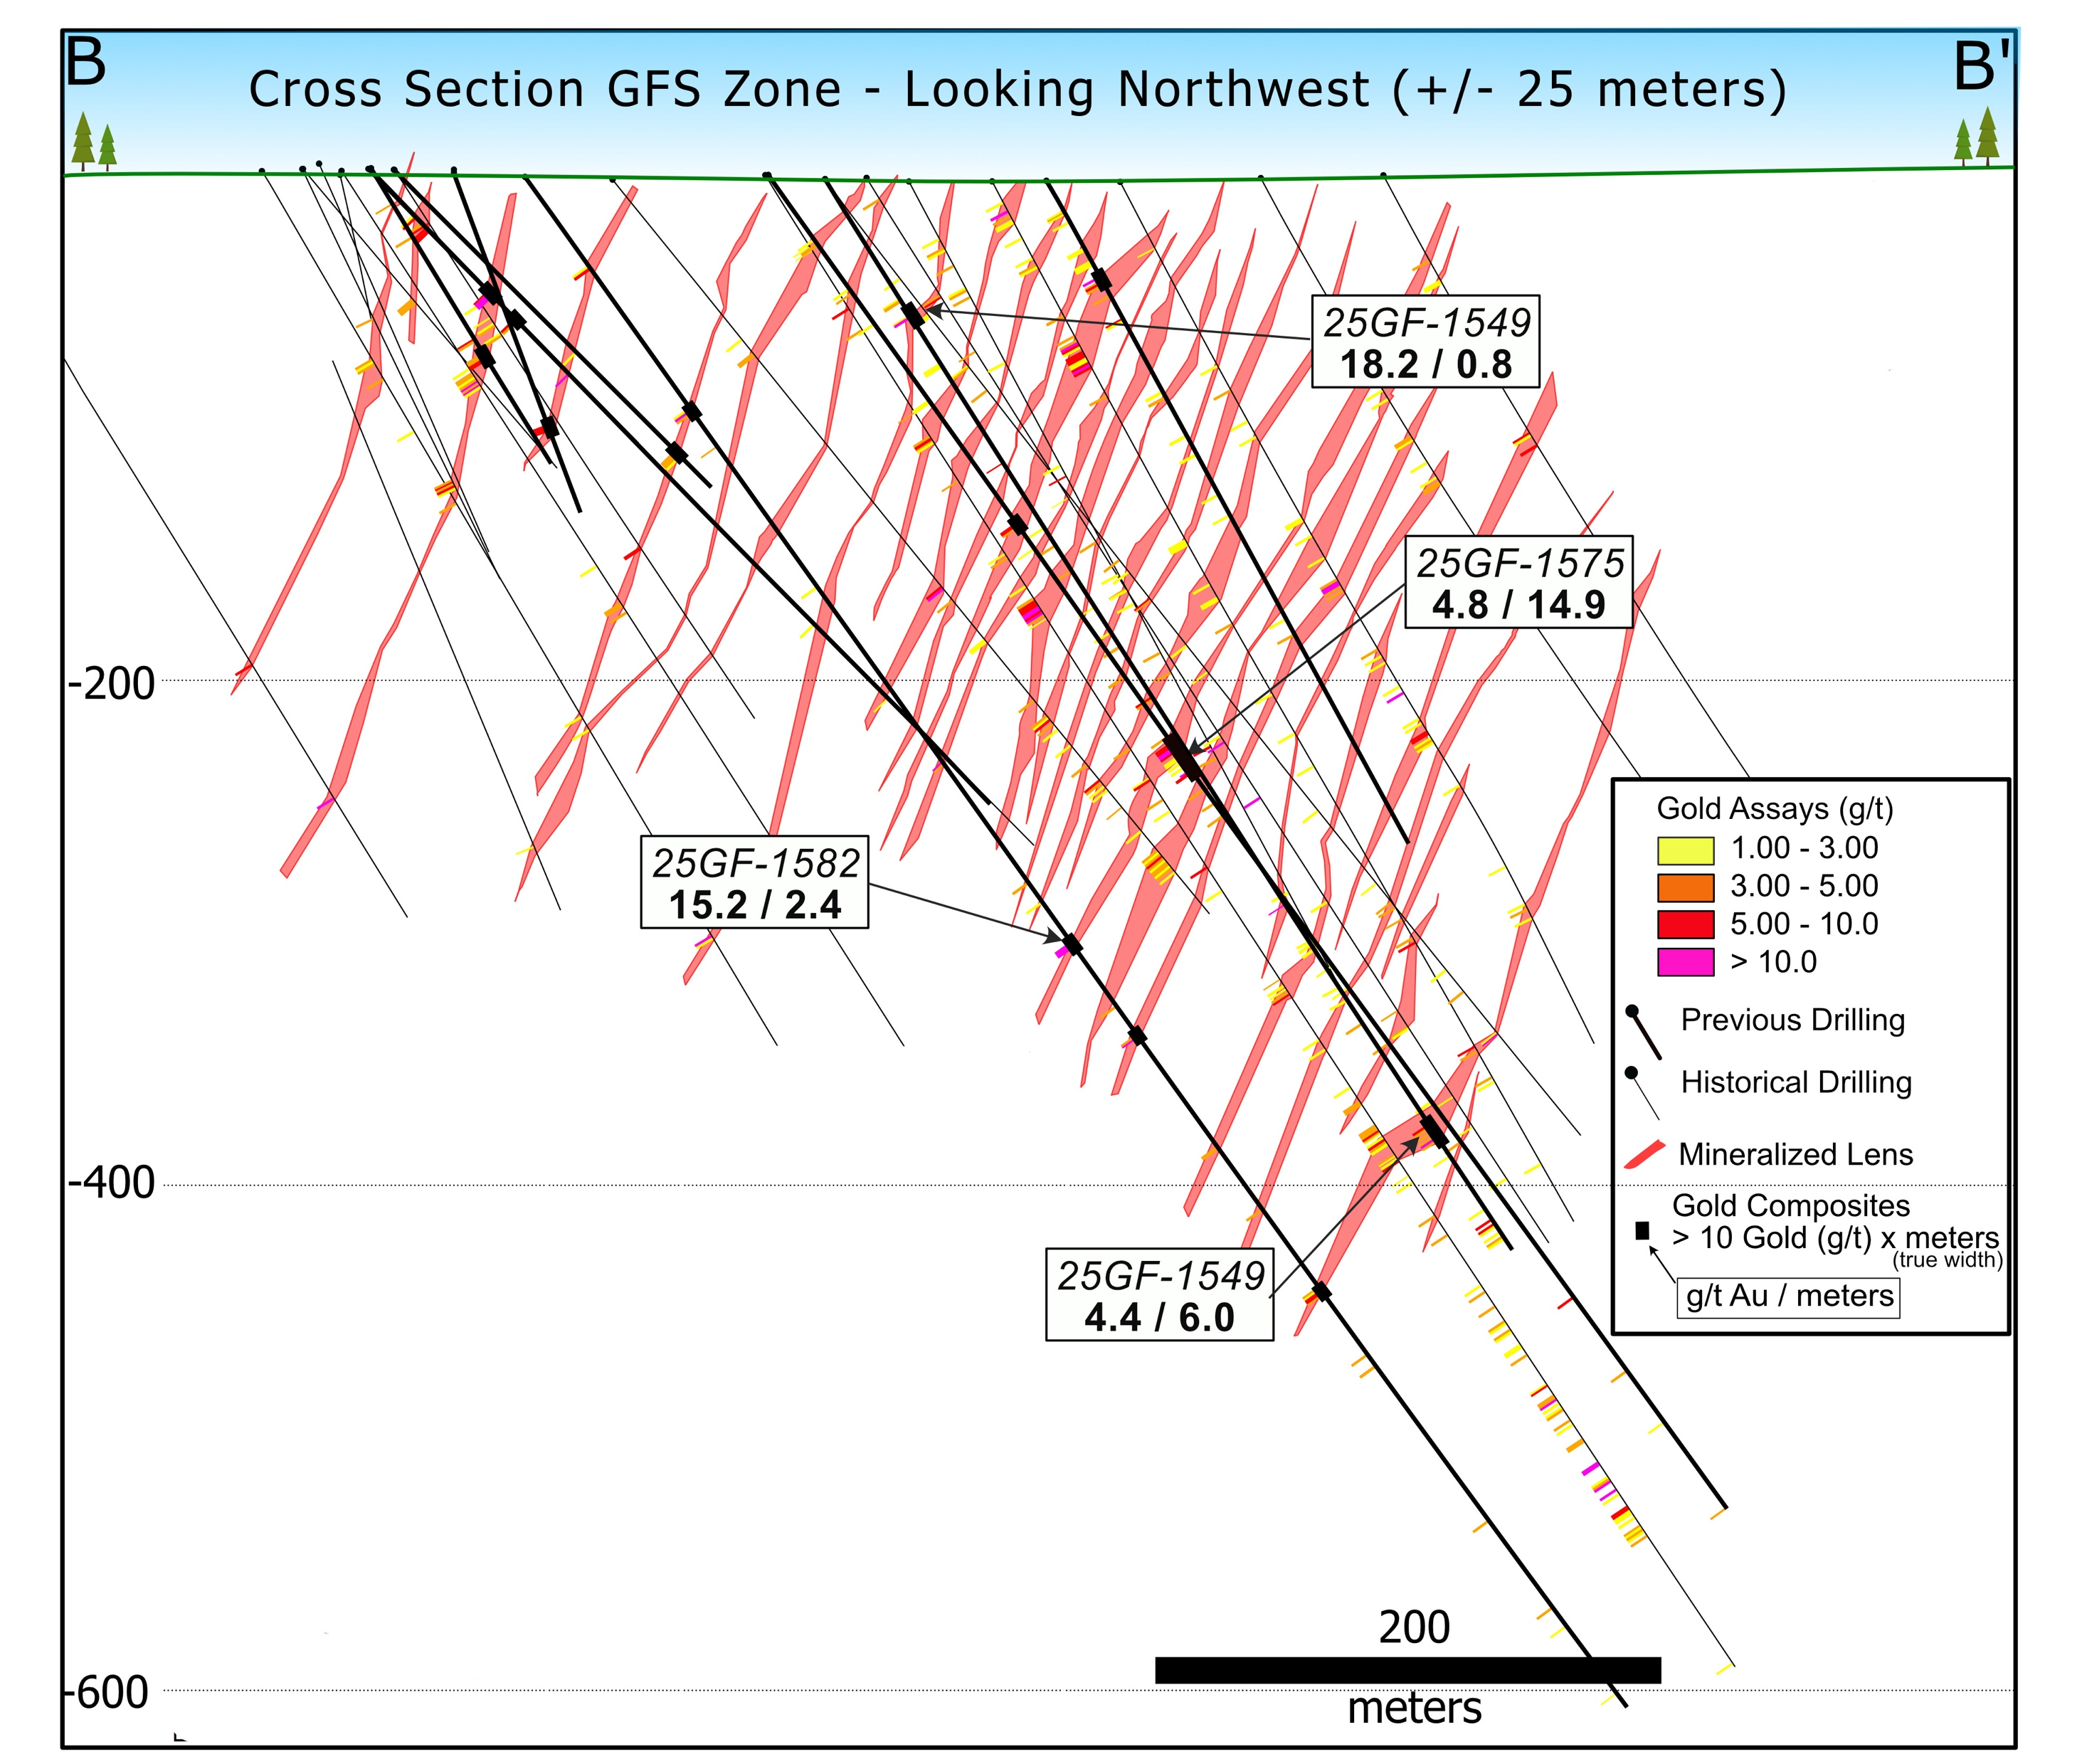 B
B'
Cross Section GFS Zone - Looking Northwest (+/- 25 meters)
25GF-1549
18.2 / 0.8
25GF-1575
4.8 / 14.9
-200
25GF-1582
15.2 / 2.4
Gold Assays (g/t)
1.00 - 3.00
3.00 - 5.00
5.00 - 10.0
> 10.0
Previous Drilling
Historical Drilling
Mineralized Lens
Gold Composites
> 10 Gold (g/t) x meters
(true width)
g/t Au / meters
-400
25GF-1549
4.4 / 6.0
200
meters
-600